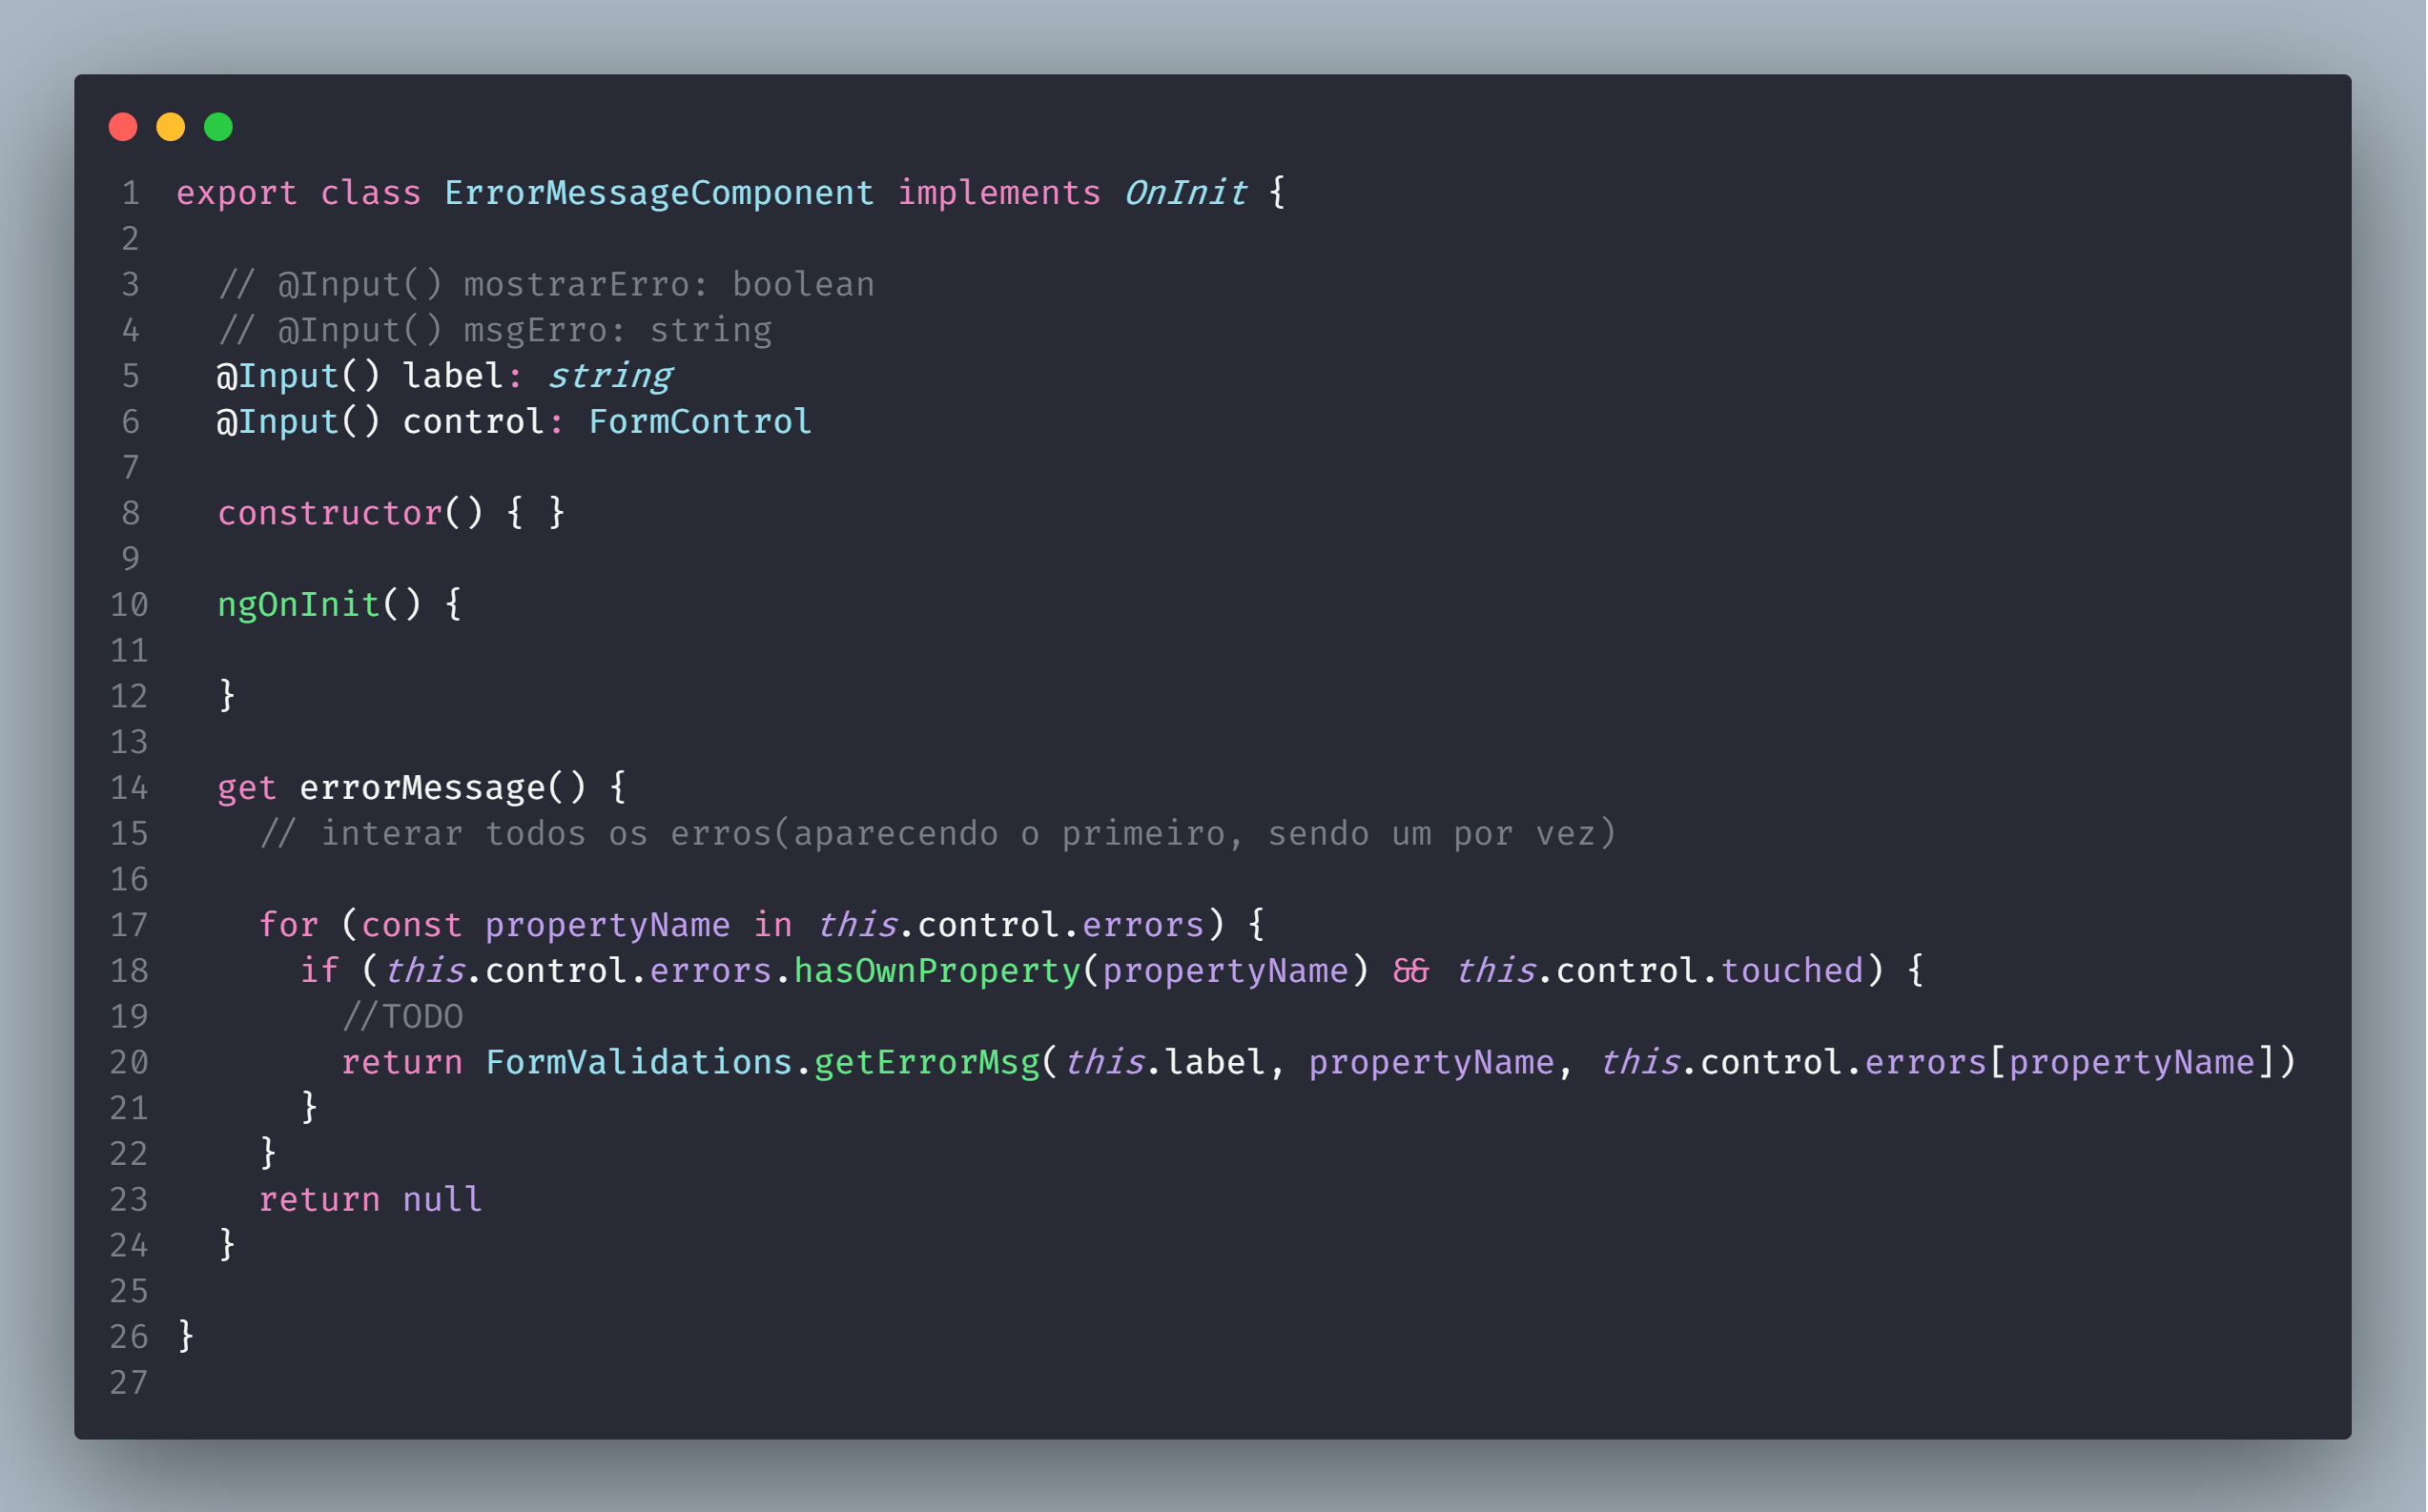 1 export class ErrorMessageComponent implements OnInit {
2
3   // @Input() mostrarErro: boolean
4   // @Input() msgErro: string
5   @Input() label: string
6   @Input() control: FormControl
7
8   constructor() { }
9
10   ngOnInit() {
11
12   }
13
14   get errorMessage() {
15     // interar todos os erros(aparecendo o primeiro, sendo um por vez)
16
17     for (const propertyName in this.control.errors) {
18       if (this.control.errors.hasOwnProperty(propertyName) && this.control.touched) {
19         //TODO
20         return FormValidations.getErrorMsg(this.label, propertyName, this.control.errors[propertyName])
21       }
22     }
23     return null
24   }
25
26 }
27